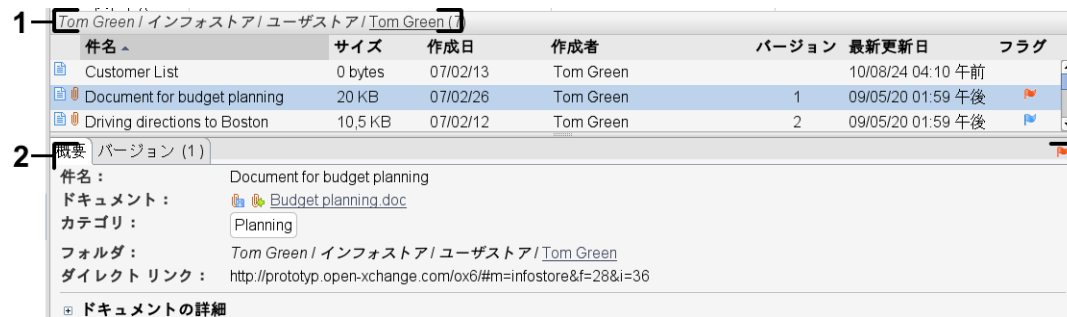 1 Tom Green / インフォストア / ユーザストア / Tom Green (7)
件名 サイズ 作成日 作成者 バージョン 最新更新日 フラグ
Customer List 0 bytes 07/02/13 Tom Green 10/08/24 04:10 午前
Document for budget planning 20 KB 07/02/26 Tom Green 1 09/05/20 01:59 午後
Driving directions to Boston 10,5 KB 07/02/12 Tom Green 2 09/05/20 01:59 午後
2 概要 バージョン (1)
件名： Document for budget planning
ドキュメント： Budget planning.doc
カテゴリ： Planning
フォルダ： Tom Green / インフォストア / ユーザストア / Tom Green
ダイレクト リンク： http://prototyp.open-xchange.com/ox6/#m=infostore&f=28&i=36
ドキュメントの詳細